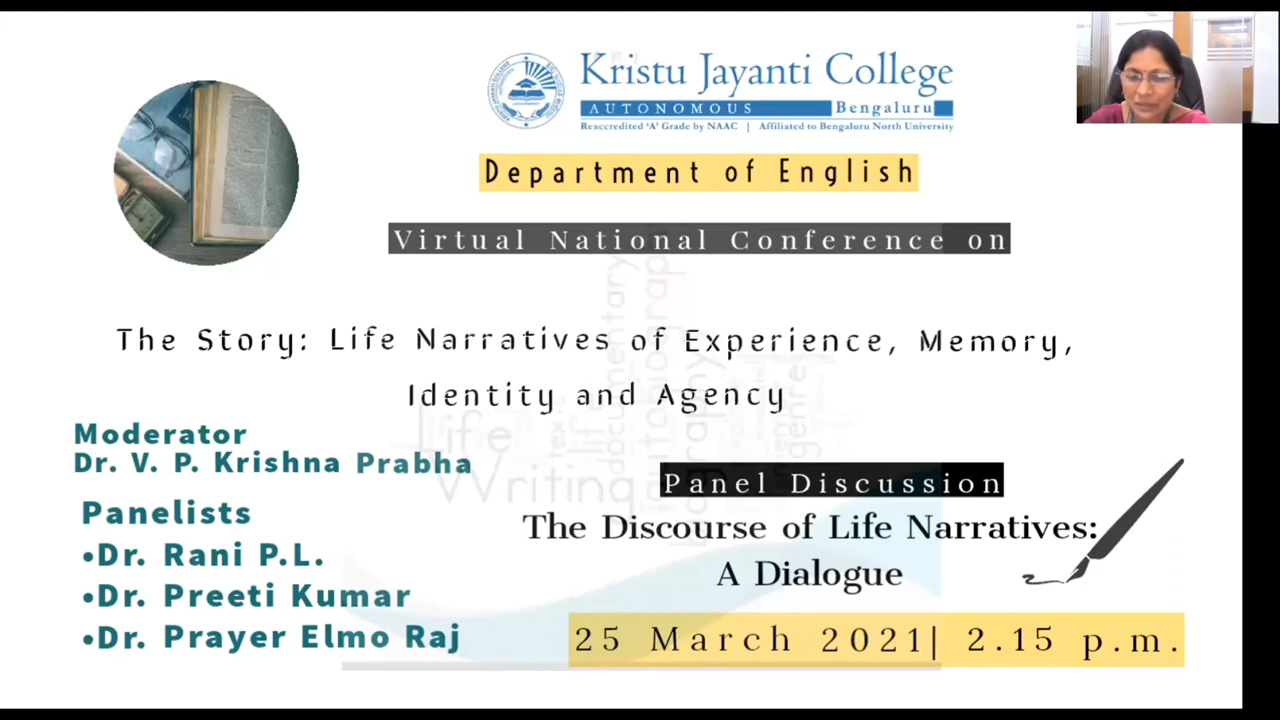 Kristu Jayanti College
AUTONOMOUS Bengaluru
Reaccredited 'A' Grade by NAAC | Affiliated to Bengaluru North University
Department of English
Virtual National Conference on
The Story: Life Narratives of Experience, Memory,
Identity and Agency
Moderator
Dr. V. P. Krishna Prabha
Panelists
•Dr. Rani P.L.
•Dr. Preeti Kumar
•Dr. Prayer Elmo Raj
Life
Writing
documentary
Panel Discussion
The Discourse of Life Narratives:
A Dialogue
25 March 2021| 2.15 p.m.